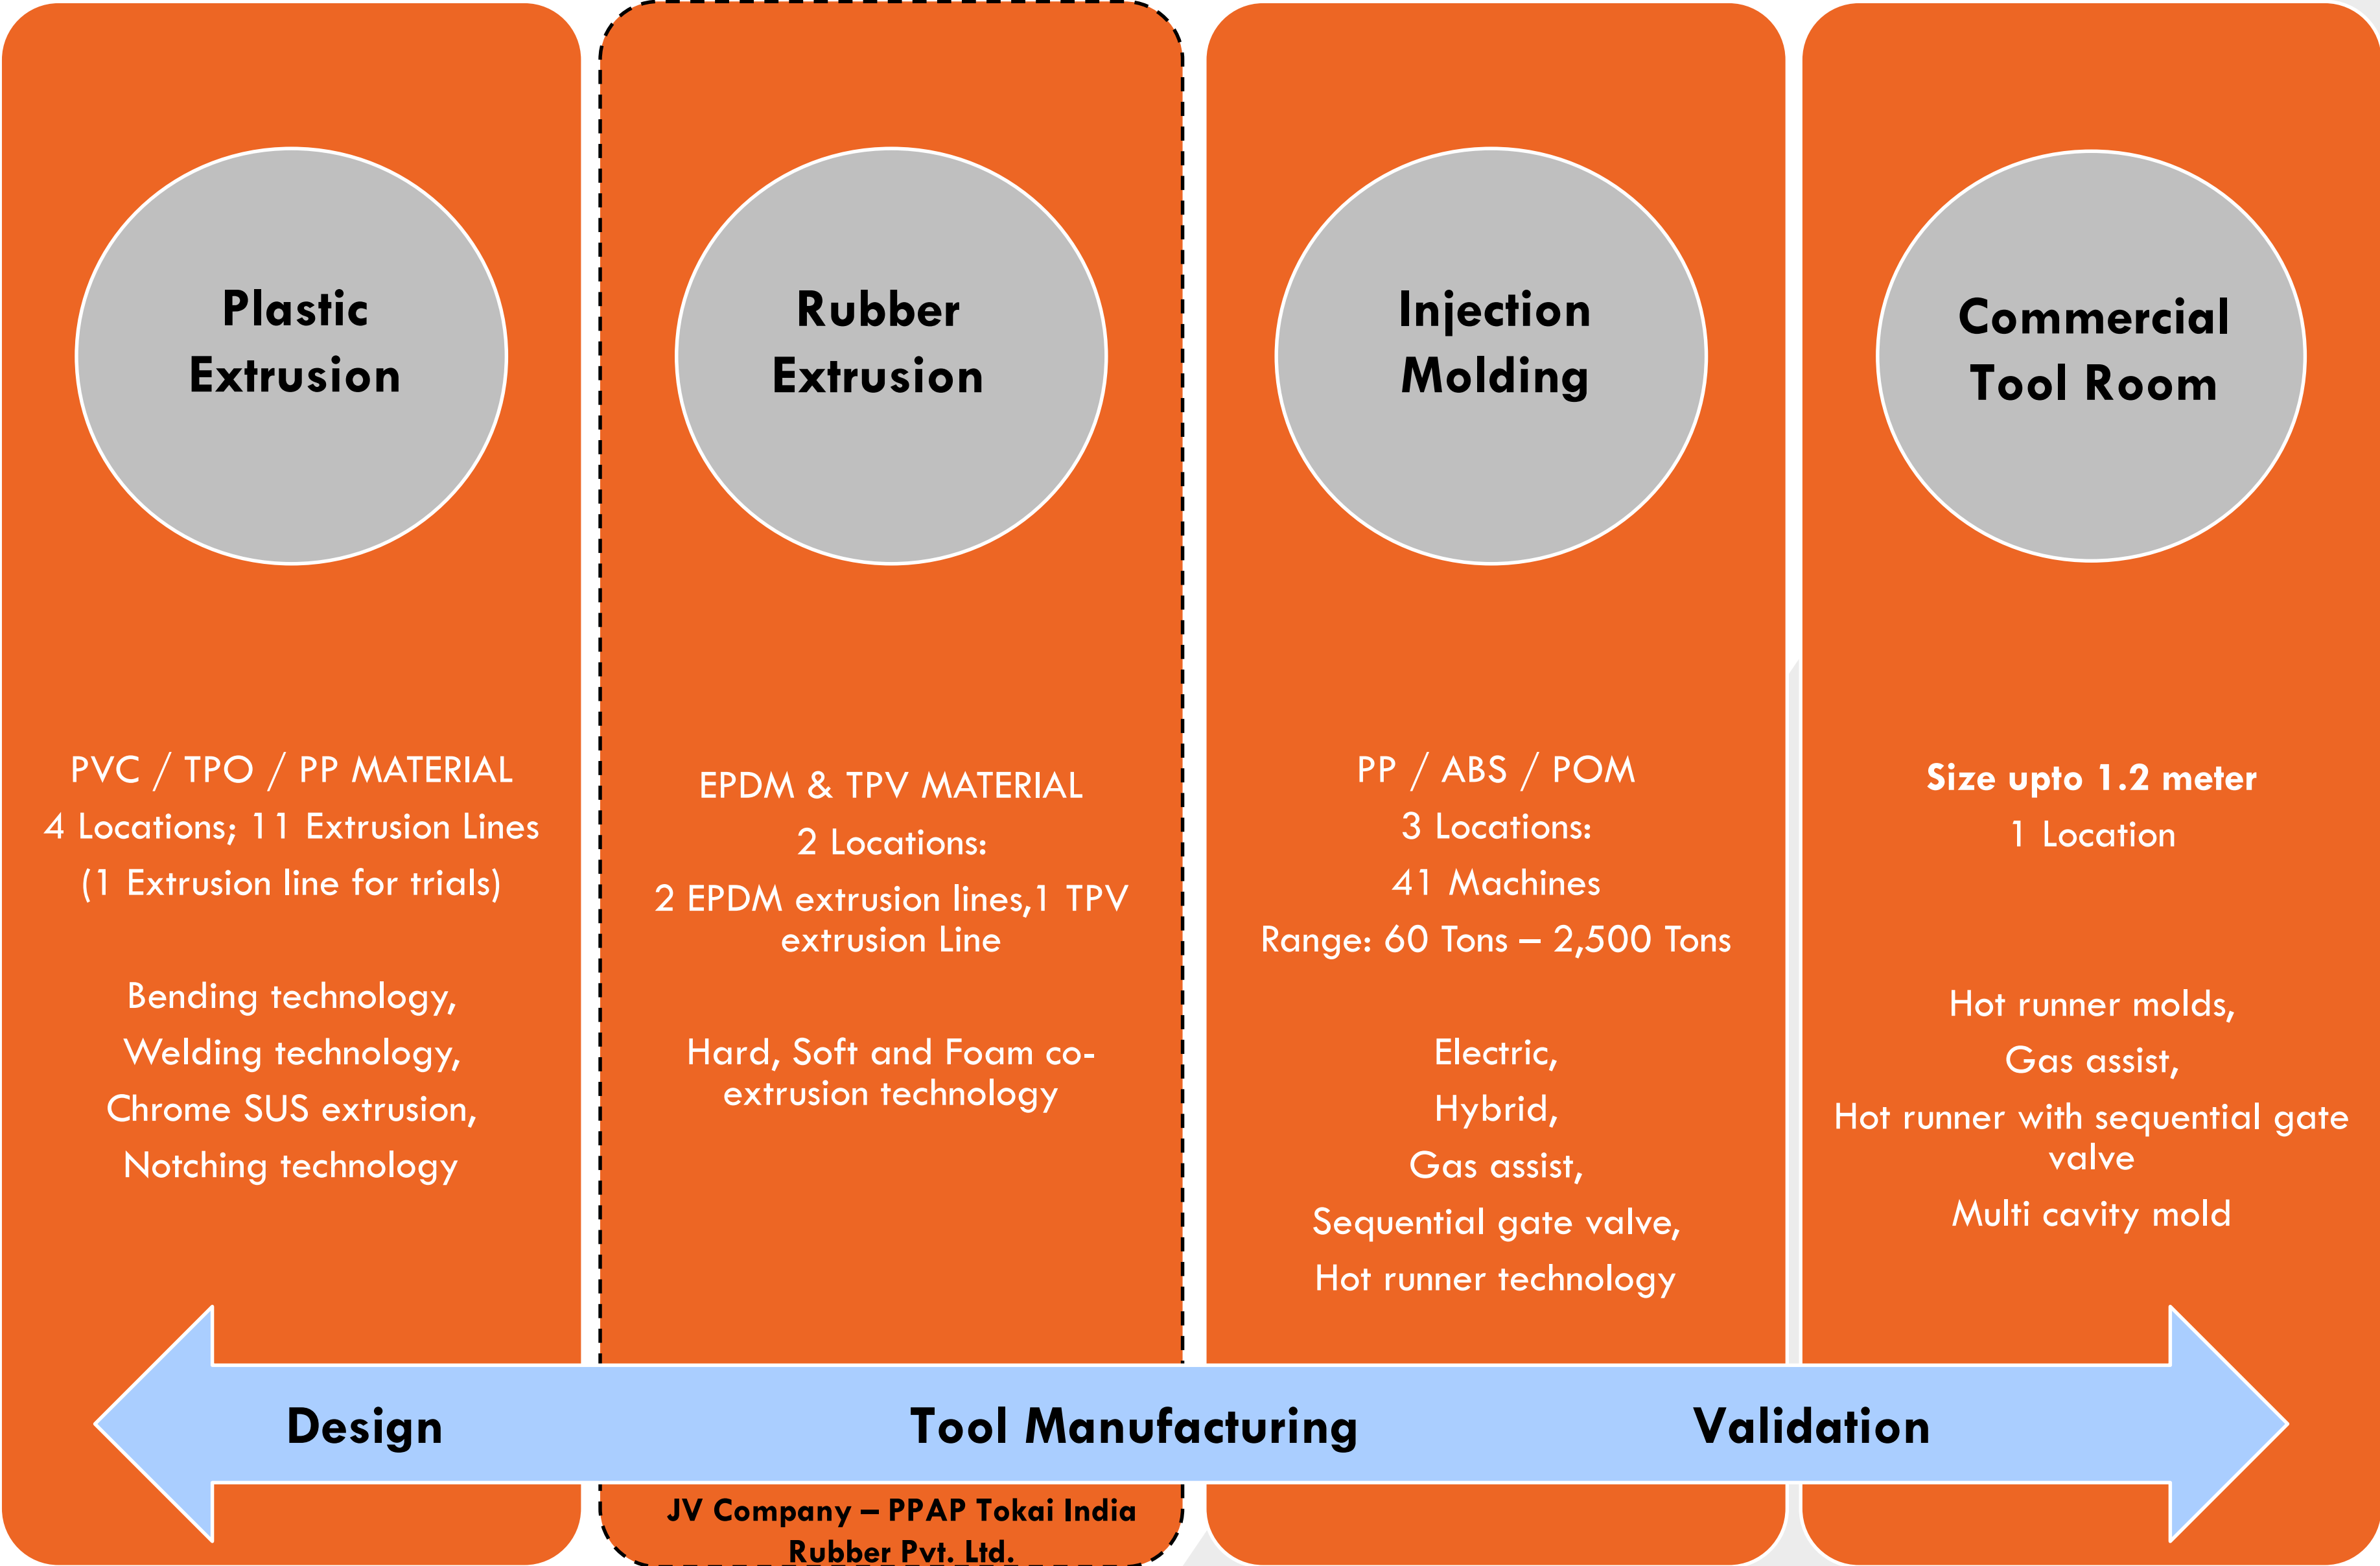 Plastic
Extrusion
PVC / TPO / PP MATERIAL
4 Locations; 11 Extrusion Lines
(1 Extrusion line for trials)
Bending technology,
Welding technology,
Chrome SUS extrusion,
Notching technology
Rubber
Extrusion
EPDM & TPV MATERIAL
2 Locations:
2 EPDM extrusion lines,1 TPV
extrusion Line
Hard, Soft and Foam co-
extrusion technology
Injection
Molding
PP / ABS / POM
3 Locations:
41 Machines
Range: 60 Tons – 2,500 Tons
Electric,
Hybrid,
Gas assist,
Sequential gate valve,
Hot runner technology
Commercial
Tool Room
Size upto 1.2 meter
1 Location
Hot runner molds,
Gas assist,
Hot runner with sequential gate
valve
Multi cavity mold
Design
Tool Manufacturing
Validation
JV Company – PPAP Tokai India
Rubber Pvt. Ltd.